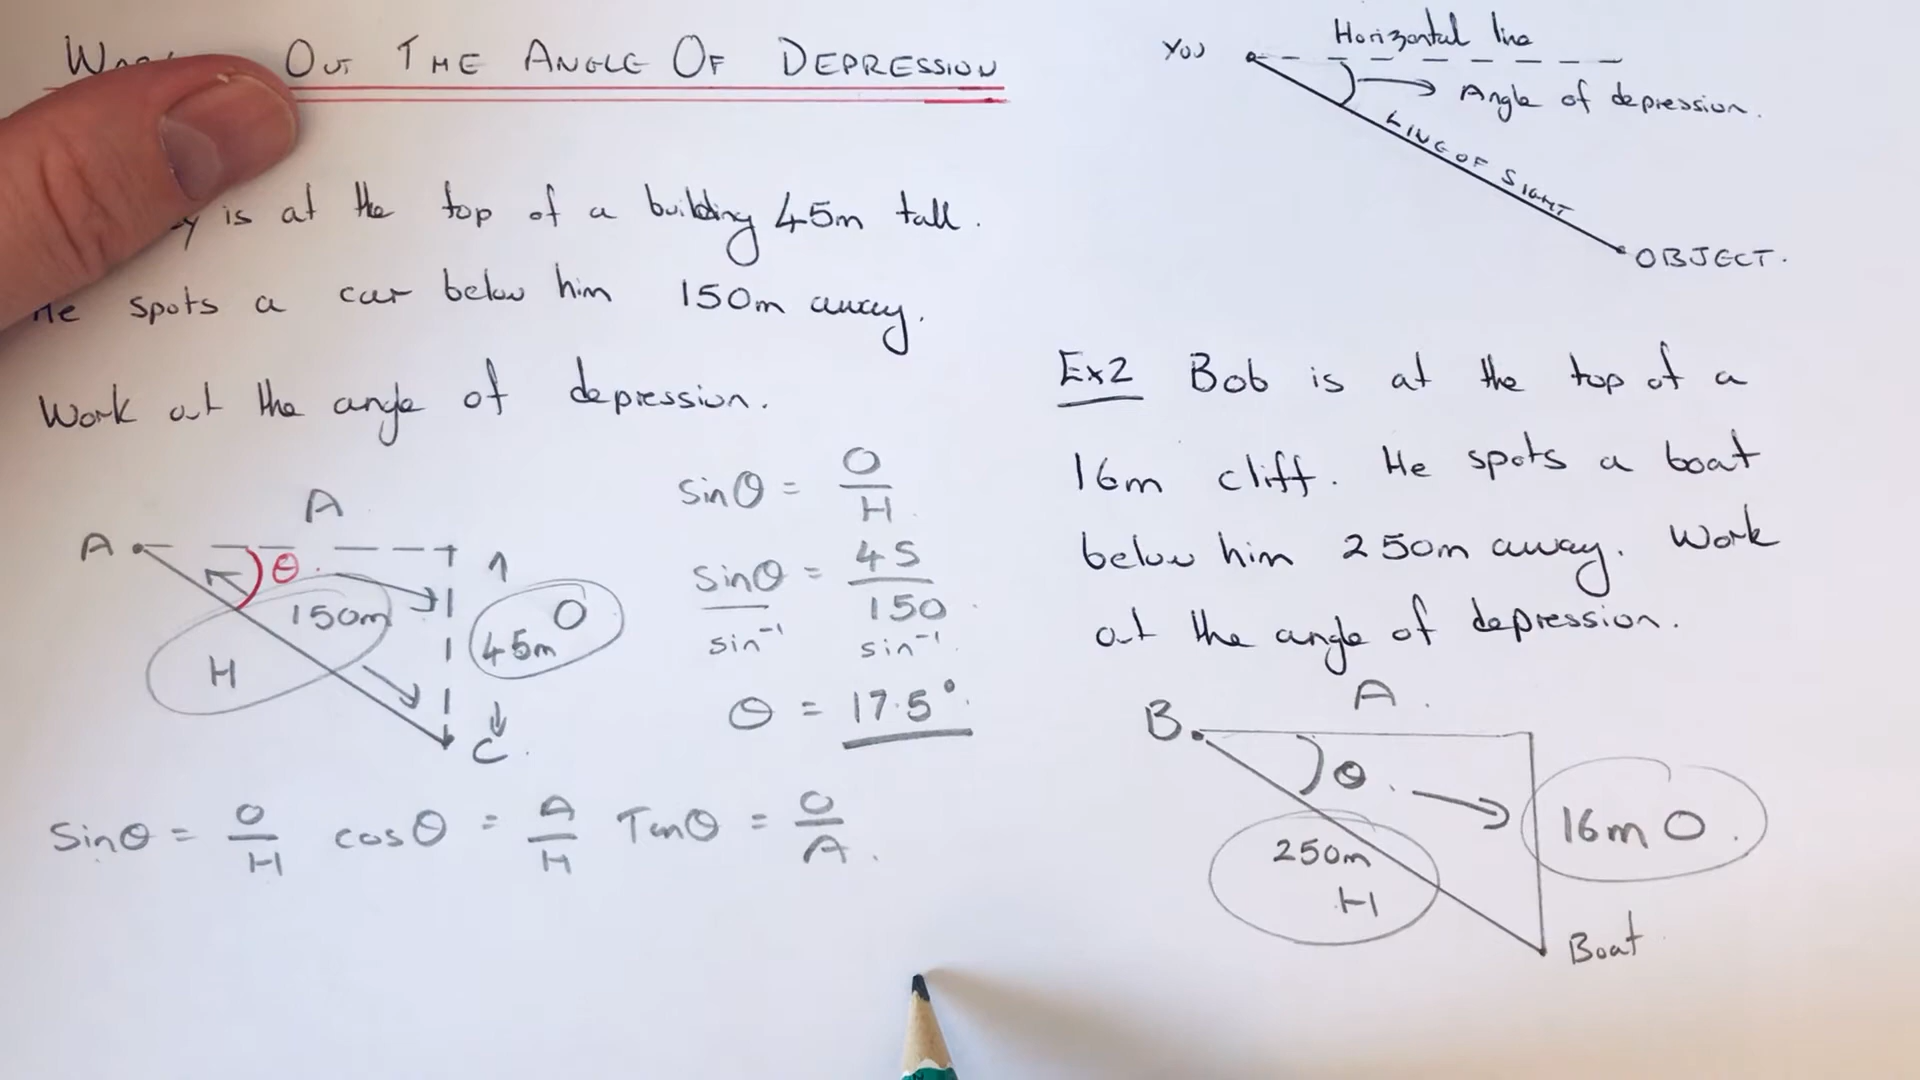 Out The Angle Of Depression
is at the top of a building 45m tall.
He spots a car below him 150m away.
Work out the angle of depression.
A
A
θ
150m
H
45m
O
C
sinθ = O/H
sinθ = 45/150
sin⁻¹ sin⁻¹
θ = 17.5°
Sinθ = O/H cosθ = A/H Tanθ = O/A.
YOU
Horizontal line
Angle of depression.
LINE OF SIGHT
OBJECT.
Ex2 Bob is at the top of a
16m cliff. He spots a boat
below him 250m away. Work
out the angle of depression.
A
B
θ
16m O
250m
H
Boat